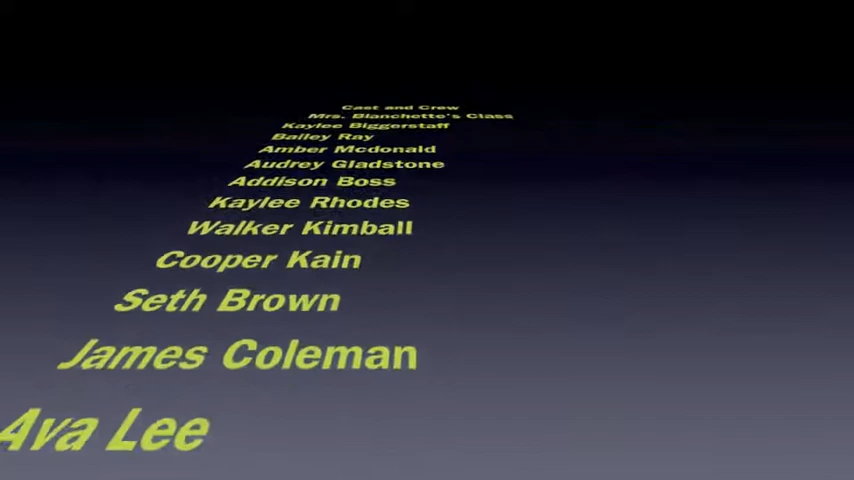 Cast and Crew
Mrs. Blanchette's Class
Kaylee Biggerstaff
Bailey Ray
Amber Mcdonald
Audrey Gladstone
Addison Boss
Kaylee Rhodes
Walker Kimball
Cooper Kain
Seth Brown
James Coleman
Ava Lee